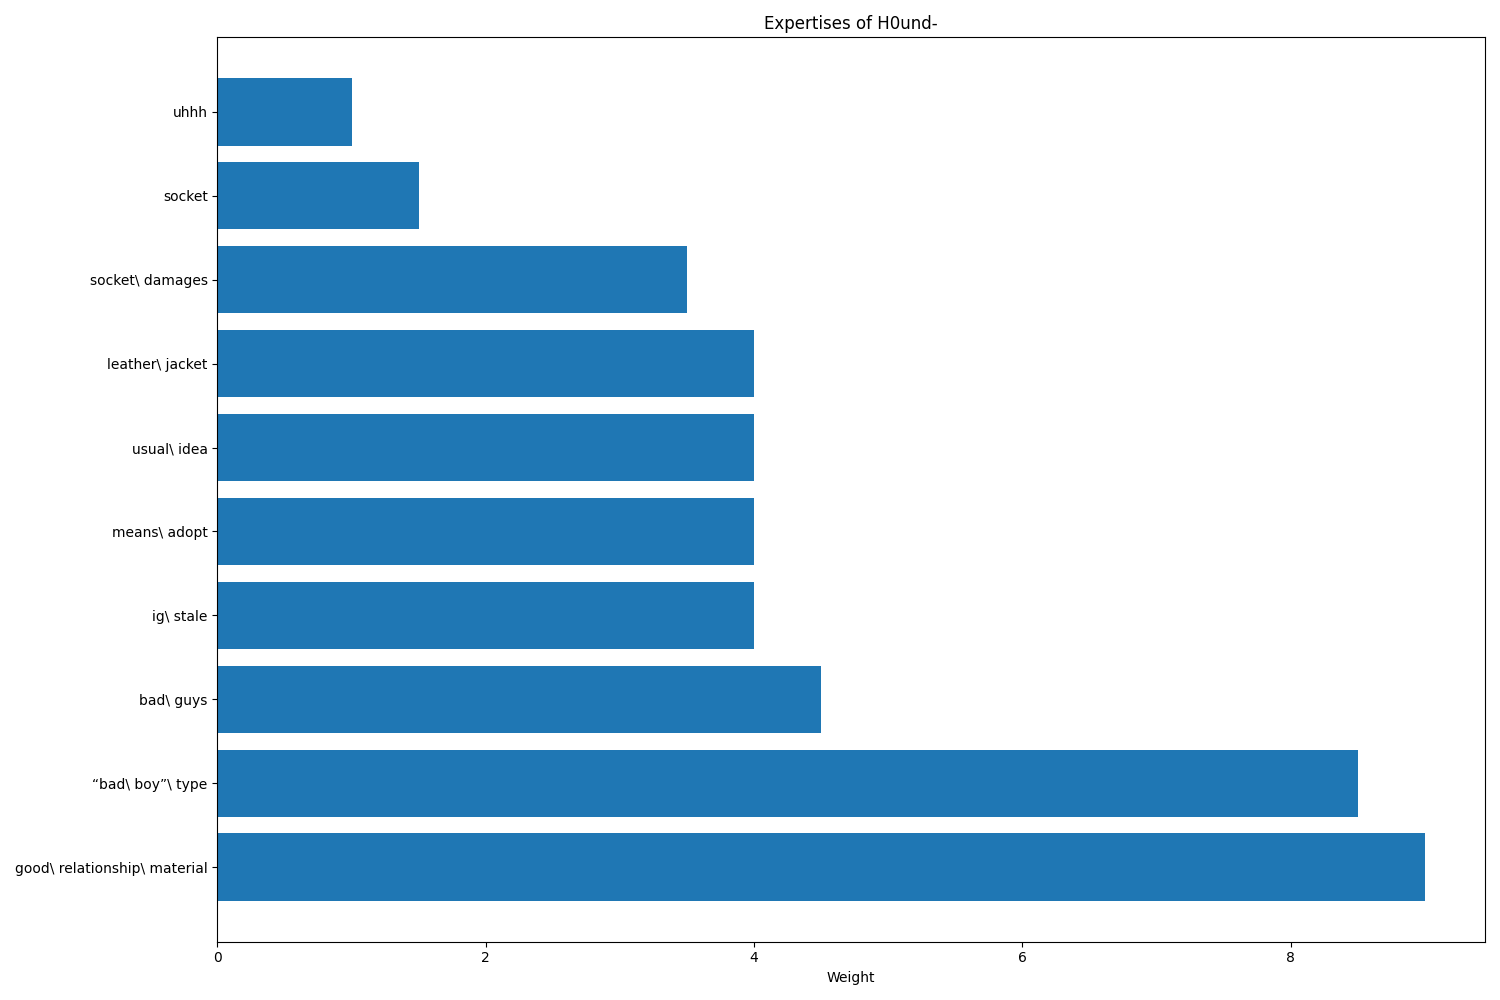 Expertises of H0und-
uhhh
socket
socket\ damages
leather\ jacket
usual\ idea
means\ adopt
ig\ stale
bad\ guys
“bad\ boy”\ type
good\ relationship\ material
0 2 4 6 8
Weight